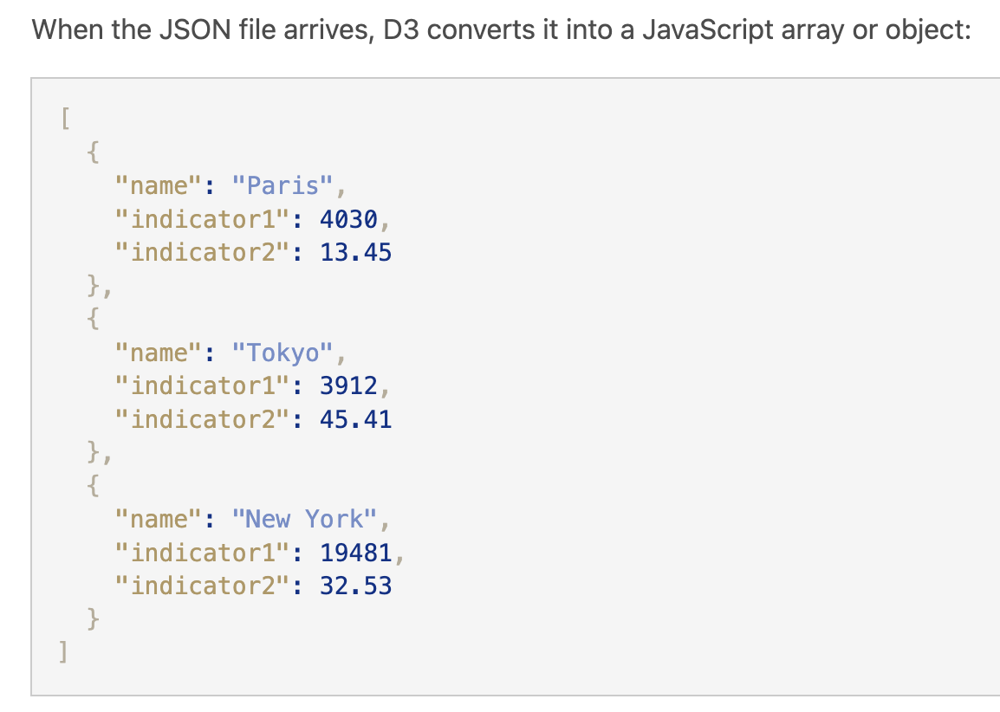 When the JSON file arrives, D3 converts it into a JavaScript array or object:
[
  {
    "name": "Paris",
    "indicator1": 4030,
    "indicator2": 13.45
  },
  {
    "name": "Tokyo",
    "indicator1": 3912,
    "indicator2": 45.41
  },
  {
    "name": "New York",
    "indicator1": 19481,
    "indicator2": 32.53
  }
]